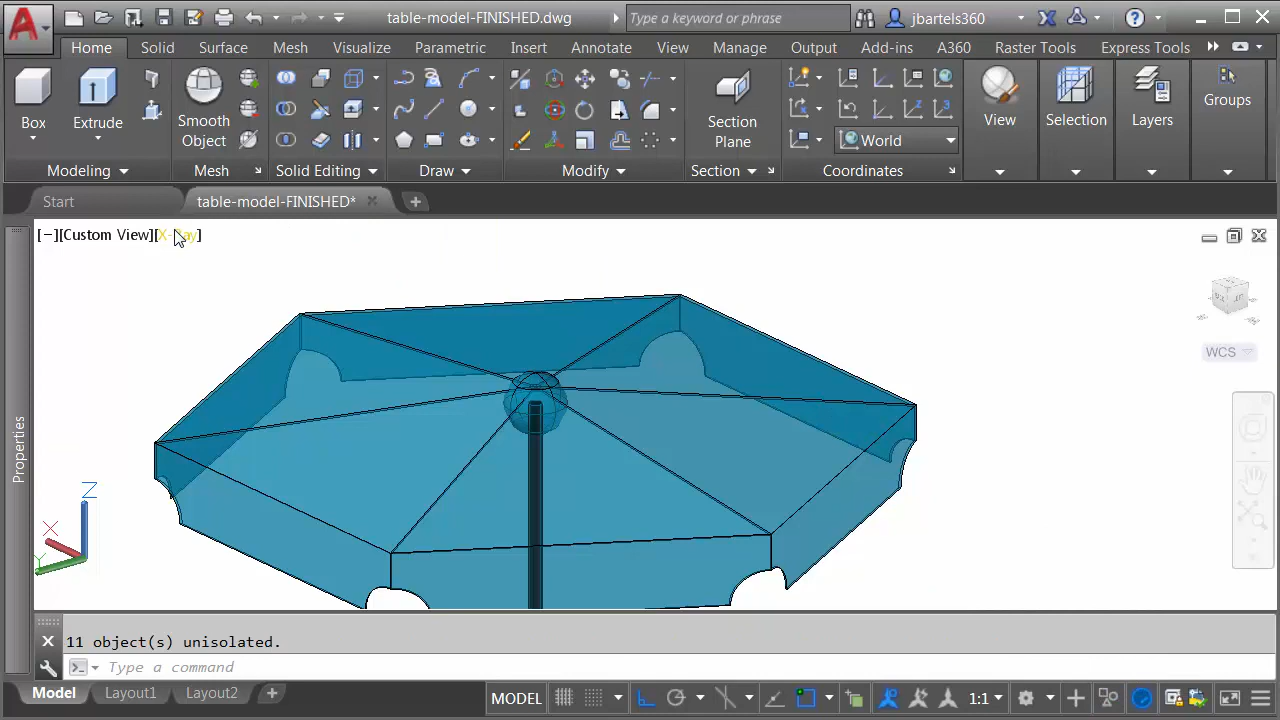 table-model-FINISHED.dwg
Type a keyword or phrase
jbartels360
Home Solid Surface Mesh Visualize Parametric Insert Annotate View Manage Output Add-ins A360 Raster Tools Express Tools
Box
Extrude
Smooth
Object
Section
Plane
World
View
Selection
Layers
Groups
Modeling
Mesh
Solid Editing
Draw
Modify
Section
Coordinates
Start
table-model-FINISHED*
[−][Custom View][X-Ray]
WCS
Properties
Z
X
Y
11 object(s) unisolated.
Type a command
Model Layout1 Layout2
MODEL
1:1